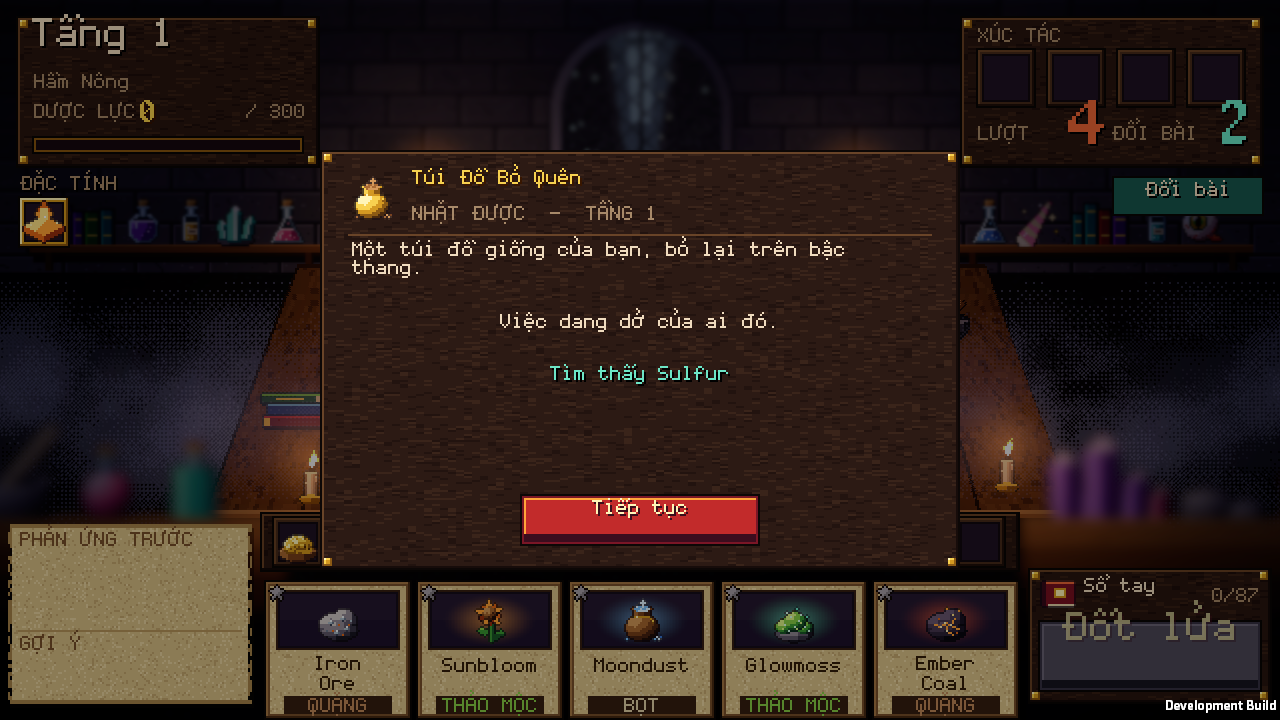 Tầng 1
Hầm Nông
DƯỢC LỰC 0 / 300
ĐẶC TÍNH
XÚC TÁC
LƯỢT 4 ĐỔI BÀI 2
Đổi bài
Túi Đồ Bỏ Quên
NHẶT ĐƯỢC - TẦNG 1
Một túi đồ giống của bạn, bỏ lại trên bậc
thang.
Việc dang dở của ai đó.
Tìm thấy Sulfur
Tiếp tục
PHẢN ỨNG TRƯỚC
GỢI Ý
Iron
Ore
QUẶNG
Sunbloom
THẢO MỘC
Moondust
BỘT
Glowmoss
THẢO MỘC
Ember
Coal
QUẶNG
Sổ tay 0/87
Đốt lửa
Development Build